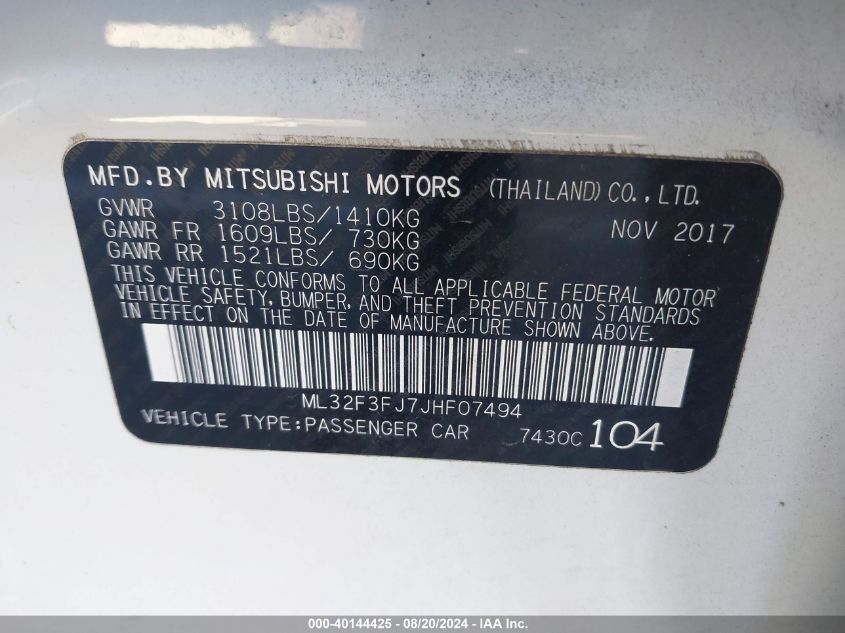 MFD.BY MITSUBISHI MOTORS (THAILAND) CO., LTD.
GVWR 3108LBS/1410KG NOV 2017
GAWR FR 1609LBS/ 730KG
GAWR RR 1521LBS/ 690KG
THIS VEHICLE CONFORMS TO ALL APPLICABLE FEDERAL MOTOR
VEHICLE SAFETY, BUMPER, AND THEFT PREVENTION STANDARDS
IN EFFECT ON THE DATE OF MANUFACTURE SHOWN ABOVE.
ML32F3FJ7JHF07494
VEHICLE TYPE:PASSENGER CAR 7430C 104
000-40144425 - 08/20/2024 - IAA Inc.